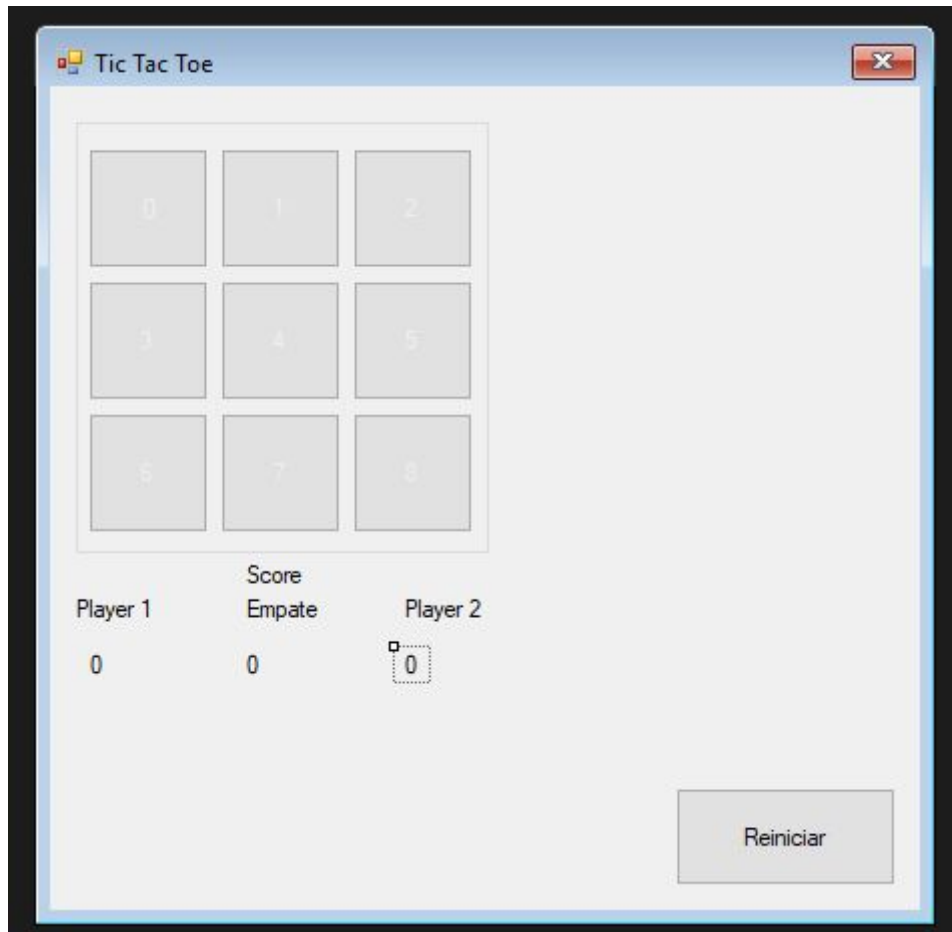 Tic Tac Toe
0 1 2
3 4 5
6 7 8
Score
Player 1 Empate Player 2
0 0 0
Reiniciar